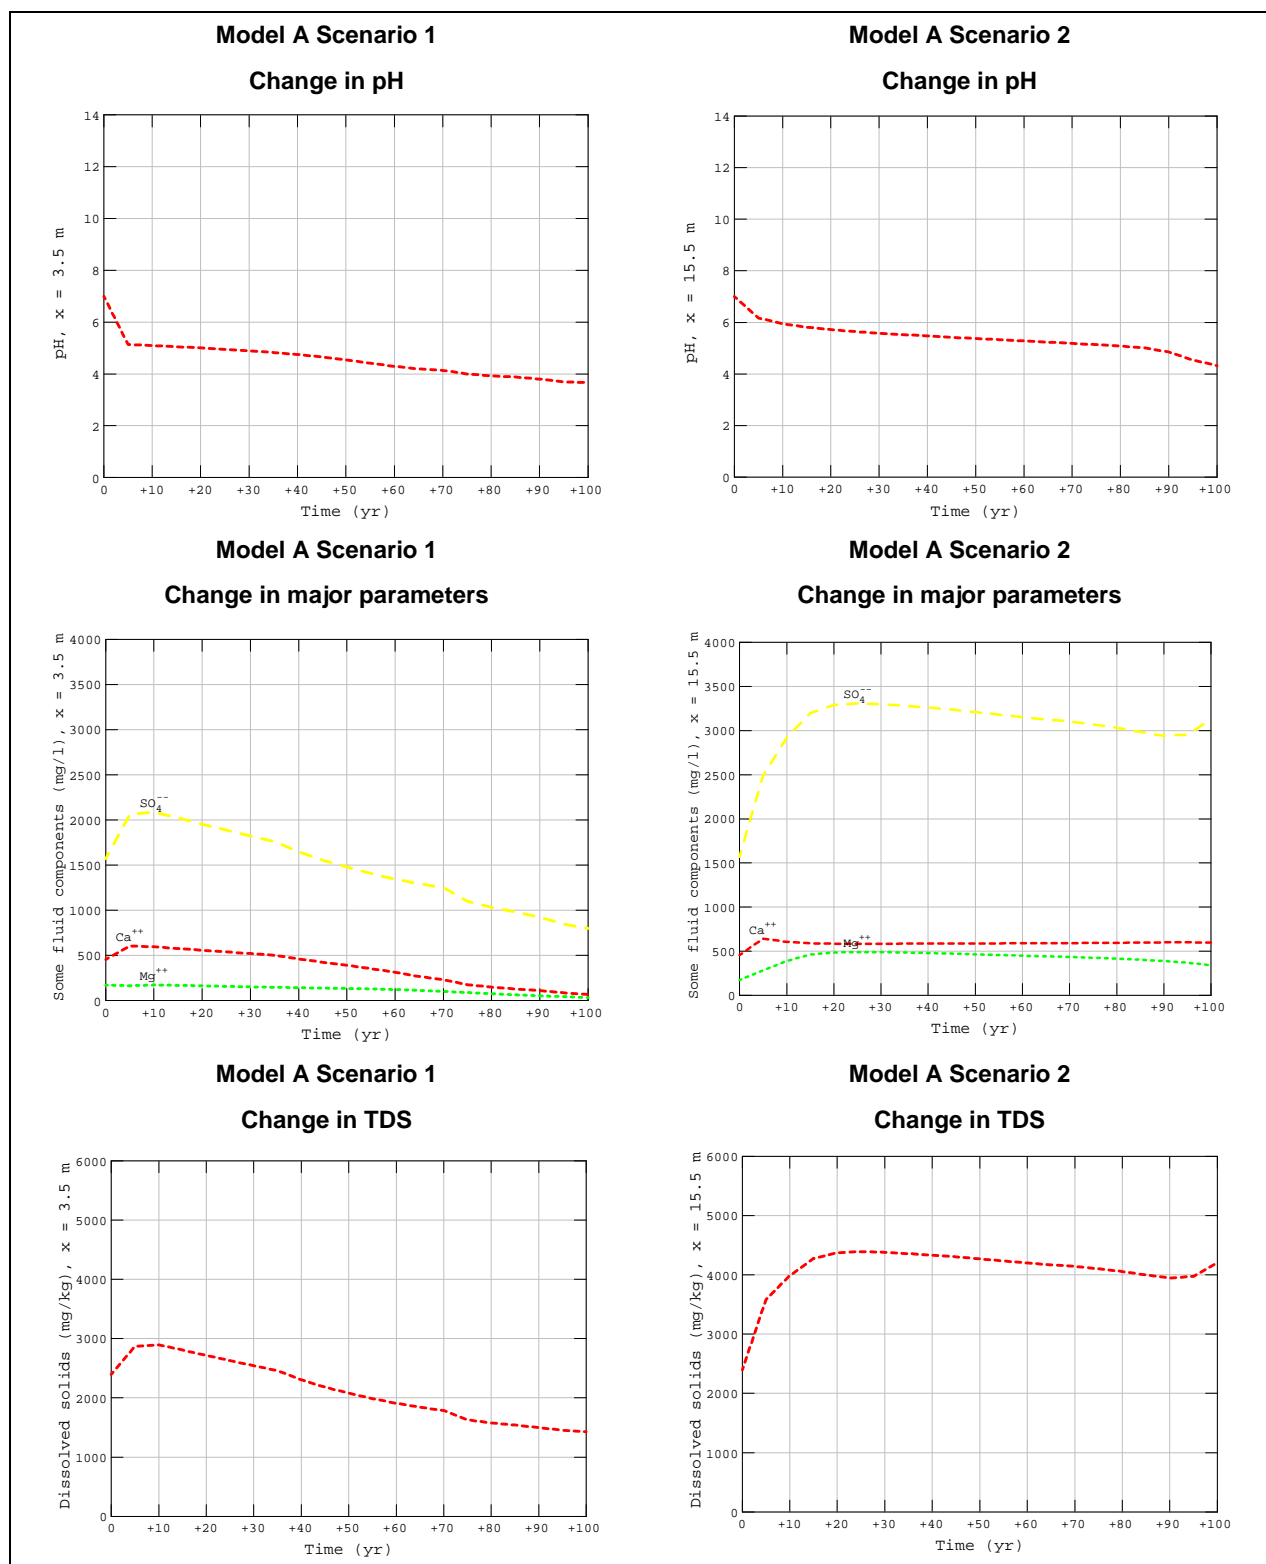 Model A Scenario 1
Change in pH
14
12
10
8
6
4
2
0
pH, x = 3.5 m
0 +10 +20 +30 +40 +50 +60 +70 +80 +90 +100
Time (yr)
Model A Scenario 2
Change in pH
14
12
10
8
6
4
2
0
pH, x = 15.5 m
0 +10 +20 +30 +40 +50 +60 +70 +80 +90 +100
Time (yr)
Model A Scenario 1
Change in major parameters
4000
3500
3000
2500
2000
1500
1000
500
0
Some fluid components (mg/l), x = 3.5 m
SO4--
Ca++
Mg++
0 +10 +20 +30 +40 +50 +60 +70 +80 +90 +100
Time (yr)
Model A Scenario 2
Change in major parameters
4000
3500
3000
2500
2000
1500
1000
500
0
Some fluid components (mg/l), x = 15.5 m
SO4--
Ca++
Mg++
0 +10 +20 +30 +40 +50 +60 +70 +80 +90 +100
Time (yr)
Model A Scenario 1
Change in TDS
6000
5000
4000
3000
2000
1000
0
Dissolved solids (mg/kg), x = 3.5 m
0 +10 +20 +30 +40 +50 +60 +70 +80 +90 +100
Time (yr)
Model A Scenario 2
Change in TDS
6000
5000
4000
3000
2000
1000
0
Dissolved solids (mg/kg), x = 15.5 m
0 +10 +20 +30 +40 +50 +60 +70 +80 +90 +100
Time (yr)